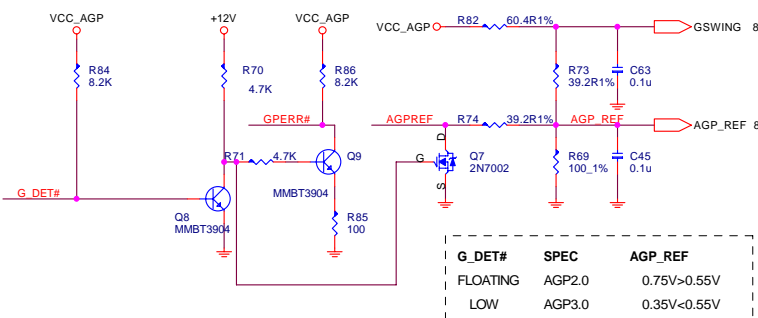 VCC_AGP
+12V
VCC_AGP
VCC_AGP
R82
60.4R1%
GSWING 8
R84
8.2K
R70
4.7K
R86
8.2K
R73
39.2R1%
C63
0.1u
GPERR#
AGPREF
R74
39.2R1%
AGP_REF
AGP_REF 8
D
R71
4.7K
Q9
G
Q7
2N7002
S
R69
100_1%
C45
0.1u
G_DET#
MMBT3904
Q8
MMBT3904
R85
100
G_DET# SPEC AGP_REF
FLOATING AGP2.0 0.75V>0.55V
LOW AGP3.0 0.35V<0.55V